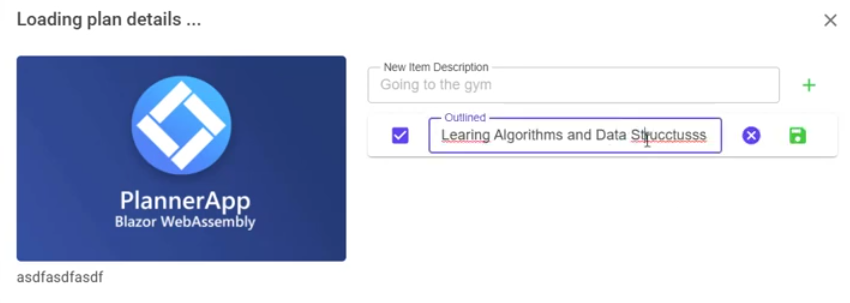 Loading plan details ...
New Item Description
Going to the gym
Outlined
Learing Algorithms and Data Strucctusss
PlannerApp
Blazor WebAssembly
asdfasdfasdf